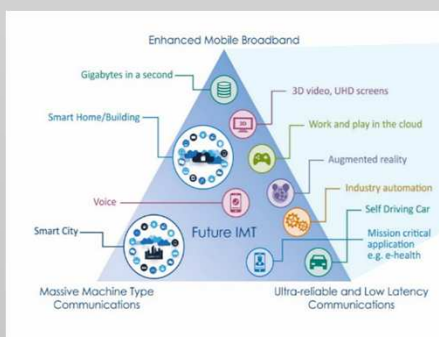 Enhanced Mobile Broadband
Gigabytes in a second
3D video, UHD screens
Smart Home/Building
Work and play in the cloud
Augmented reality
Voice
Industry automation
Self Driving Car
Smart City
Future IMT
Mission critical
application
e.g. e-health
Massive Machine Type
Communications
Ultra-reliable and Low Latency
Communications
3D